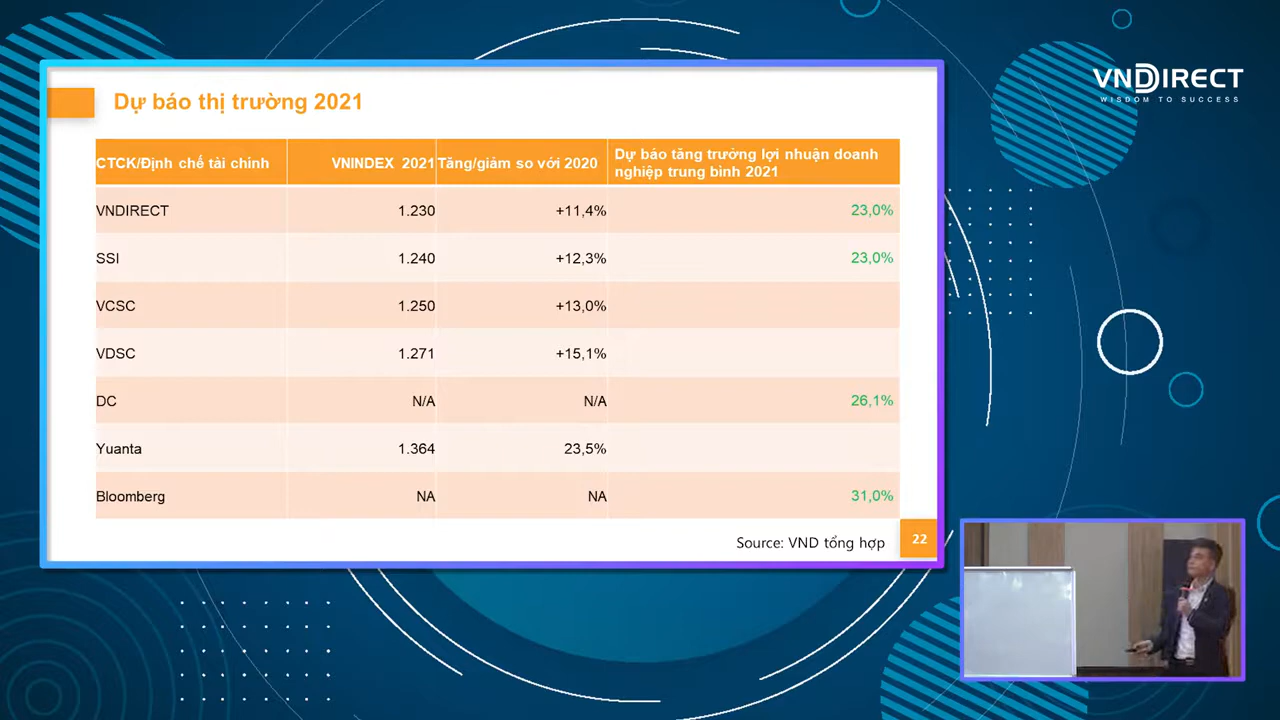 VNDIRECT
WISDOM TO SUCCESS
Dự báo thị trường 2021
CTCK/Định chế tài chính VNINDEX 2021 Tăng/giảm so với 2020 Dự báo tăng trưởng lợi nhuận doanh
nghiệp trung bình 2021
VNDIRECT 1.230 +11,4% 23,0%
SSI 1.240 +12,3% 23,0%
VCSC 1.250 +13,0%
VDSC 1.271 +15,1%
DC N/A N/A 26,1%
Yuanta 1.364 23,5%
Bloomberg NA NA 31,0%
Source: VND tổng hợp
22